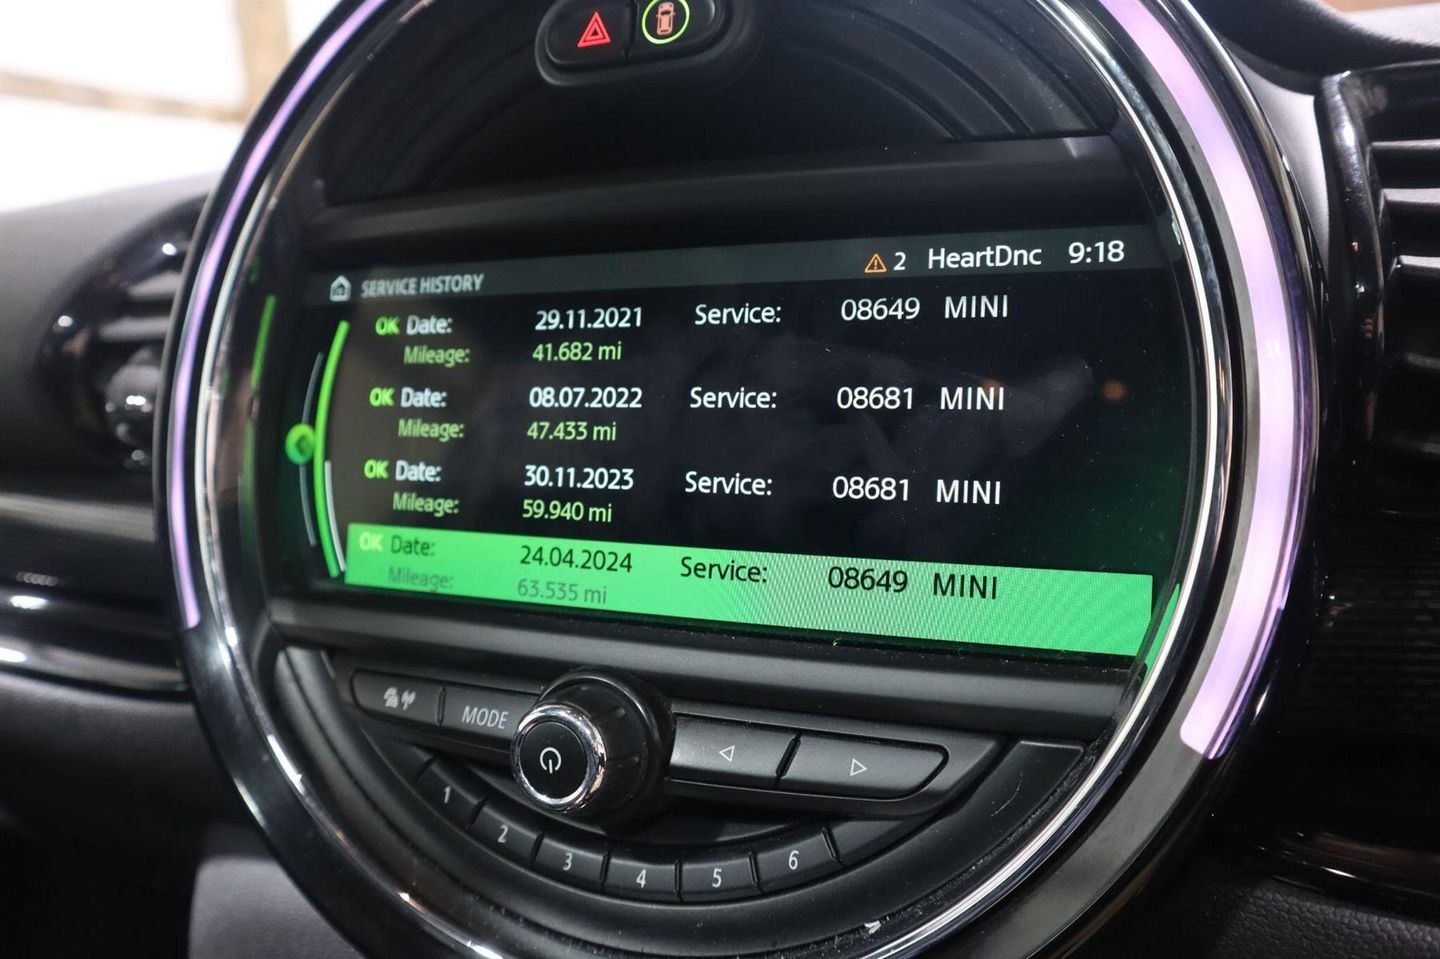 2 HeartDnc 9:18
SERVICE HISTORY
OK Date: 29.11.2021 Service: 08649 MINI
Mileage: 41.682 mi
OK Date: 08.07.2022 Service: 08681 MINI
Mileage: 47.433 mi
OK Date: 30.11.2023 Service: 08681 MINI
Mileage: 59.940 mi
OK Date: 24.04.2024 Service: 08649 MINI
Mileage: 63.535 mi
MODE
1 2 3 4 5 6